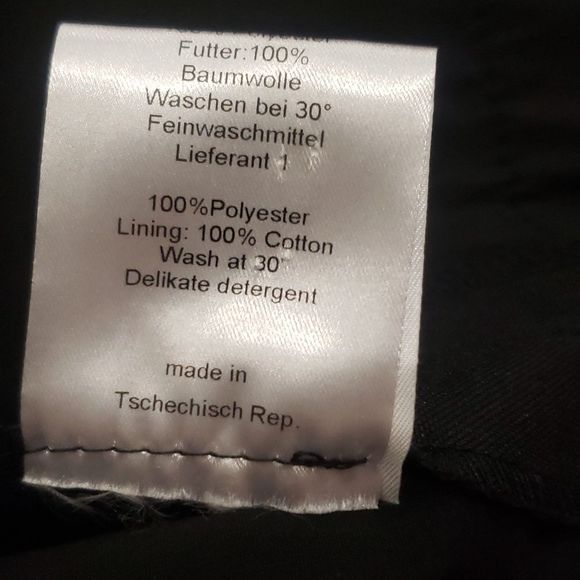 Futter:100%
Baumwolle
Waschen bei 30°
Feinwaschmittel
Lieferant 1
100%Polyester
Lining: 100% Cotton
Wash at 30°
Delikate detergent
made in
Tschechisch Rep.